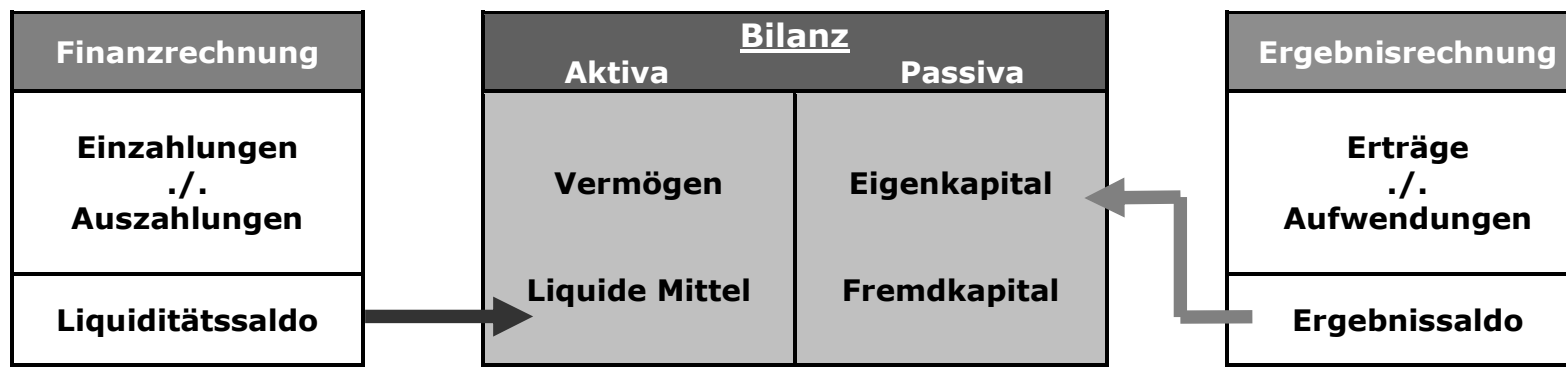 Finanzrechnung
Einzahlungen
./.
Auszahlungen
Liquiditätssaldo
Bilanz
Aktiva Passiva
Vermögen Eigenkapital
Liquide Mittel Fremdkapital
Ergebnisrechnung
Erträge
./.
Aufwendungen
Ergebnissaldo